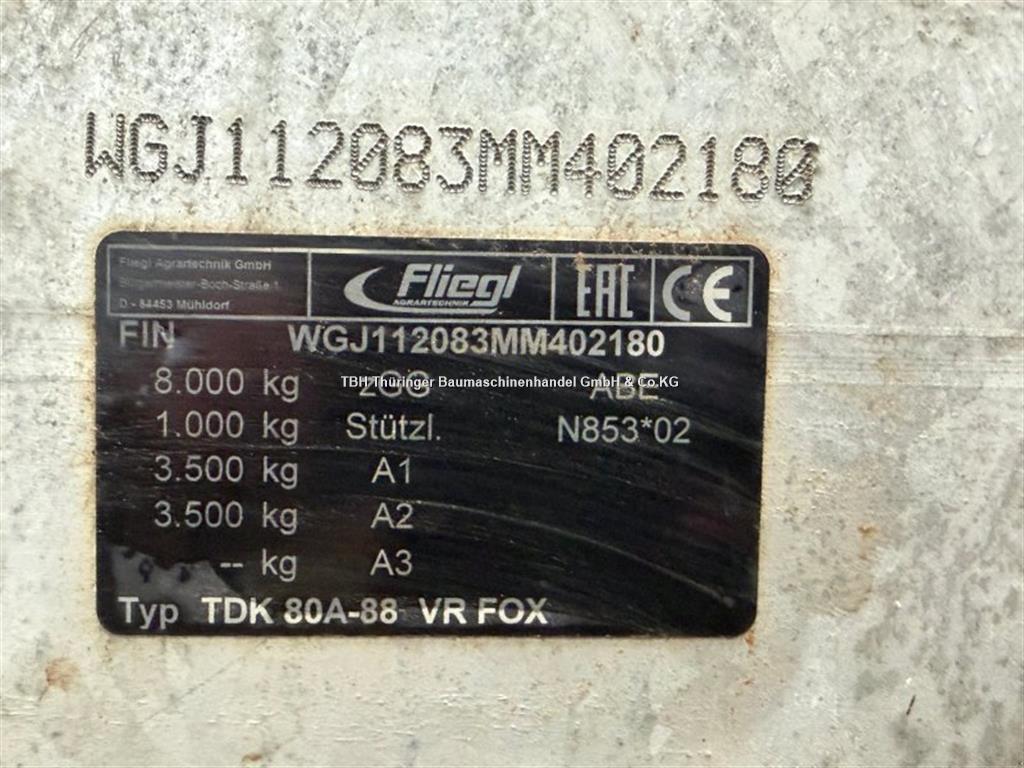 WGJ112083MM402180
Fliegl Agrartechnik GmbH
Bürgermeister-Boch-Straße 1
D - 84453 Mühldorf
Fliegl
AGRARTECHNIK
EAC
CE
FIN WGJ112083MM402180
8.000 kg zGG ABE
TBH Thüringer Baumaschinenhandel GmbH & Co.KG
1.000 kg Stützl. N853*02
3.500 kg A1
3.500 kg A2
-- kg A3
Typ TDK 80A-88 VR FOX